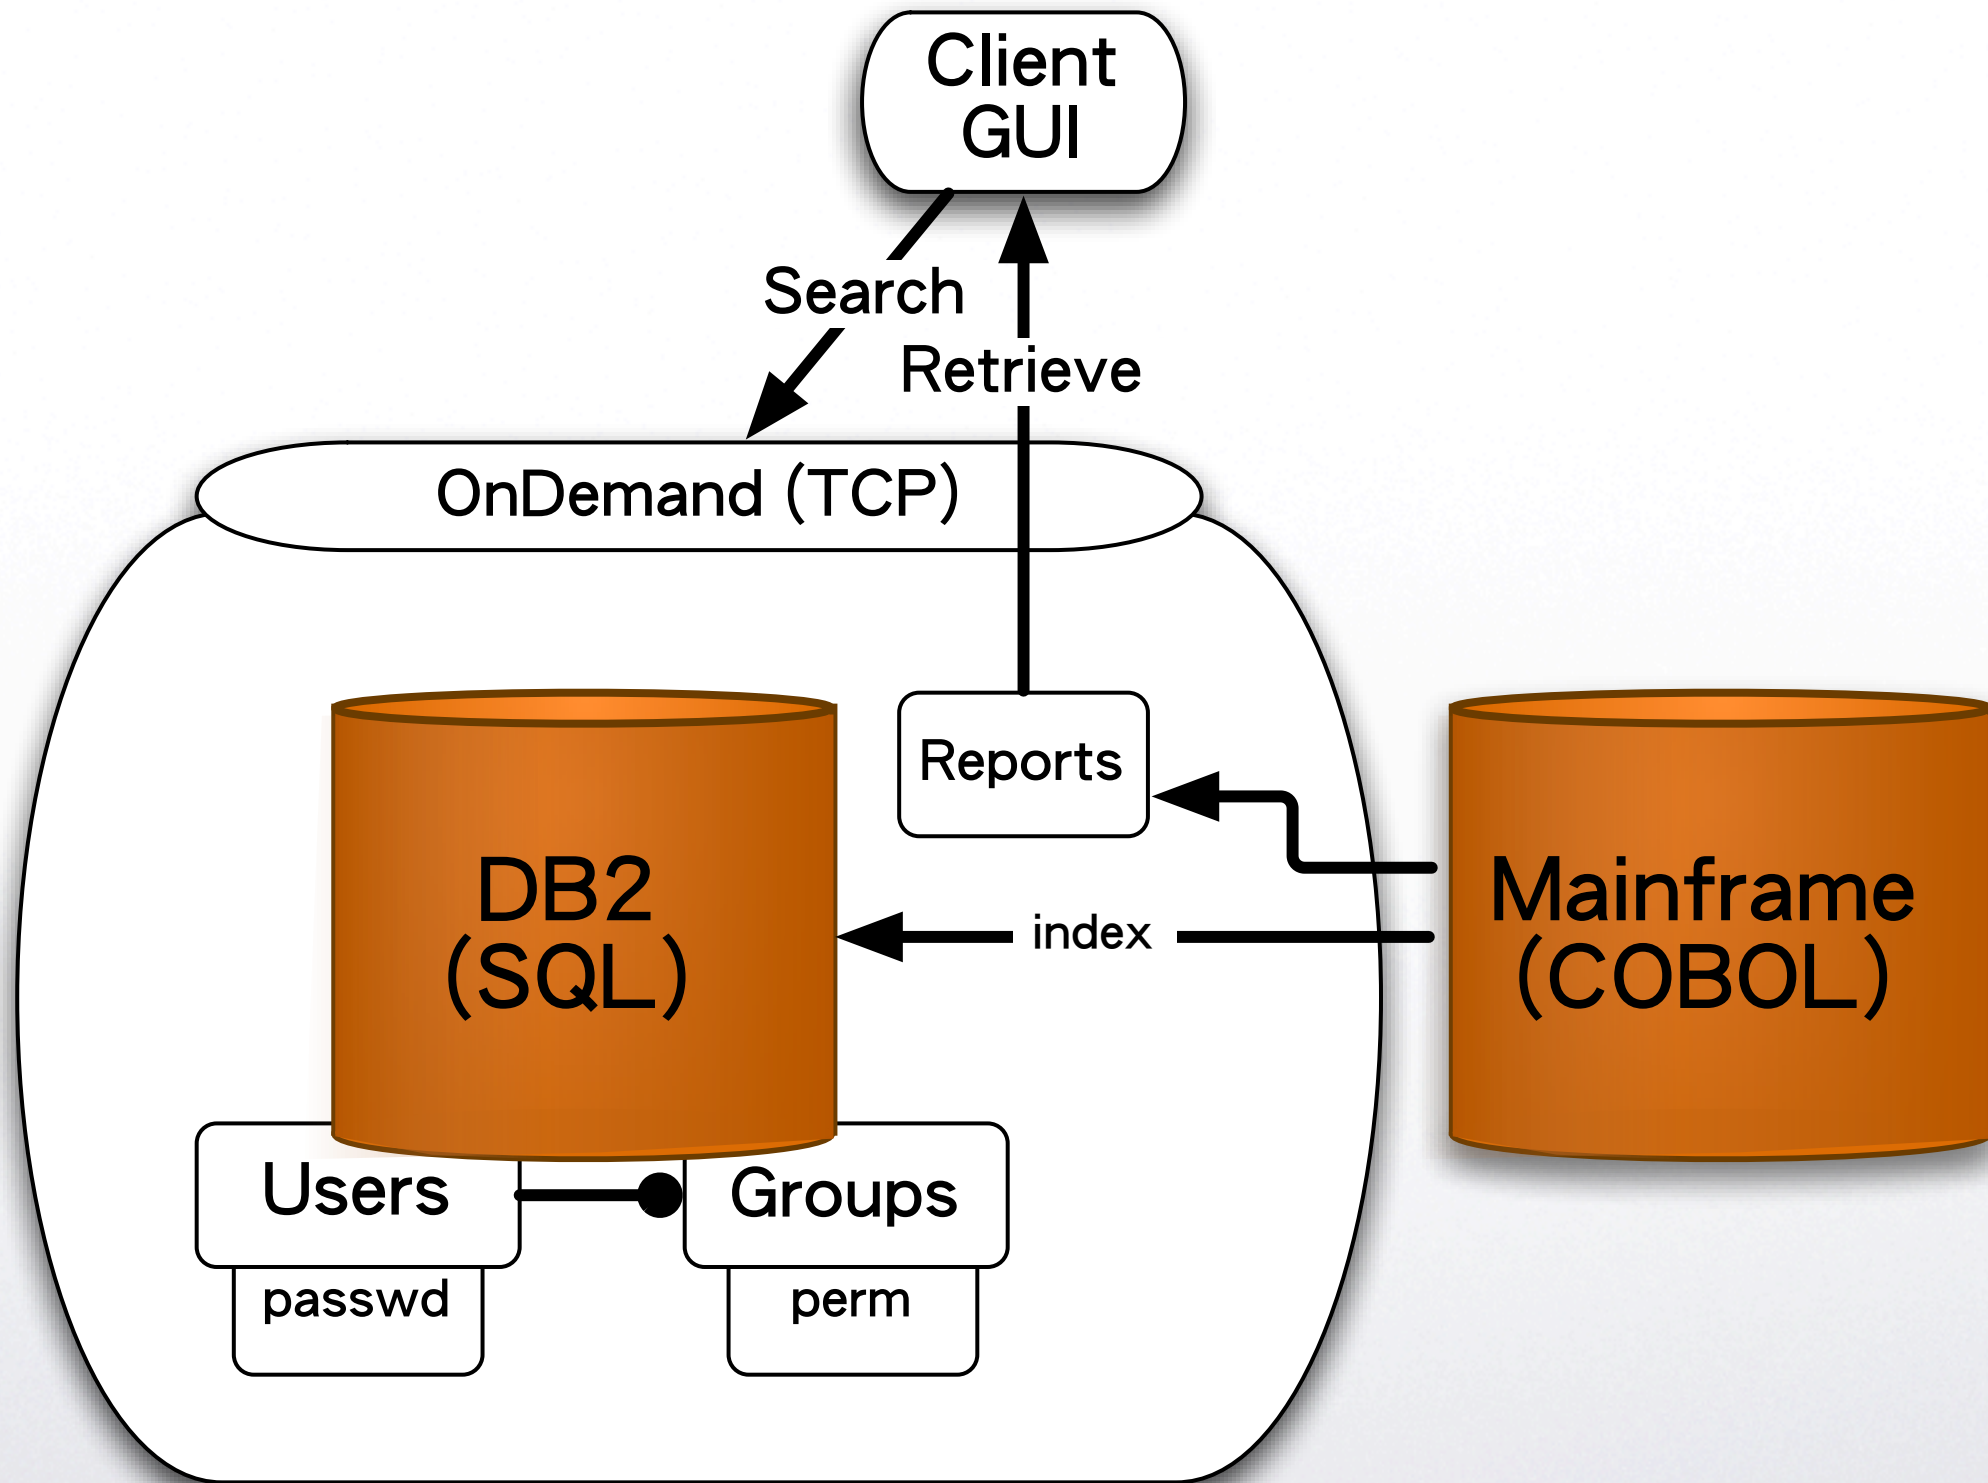 Client
GUI
Search
Retrieve
OnDemand (TCP)
Reports
DB2
(SQL)
index
Mainframe
(COBOL)
Users
Groups
passwd
perm